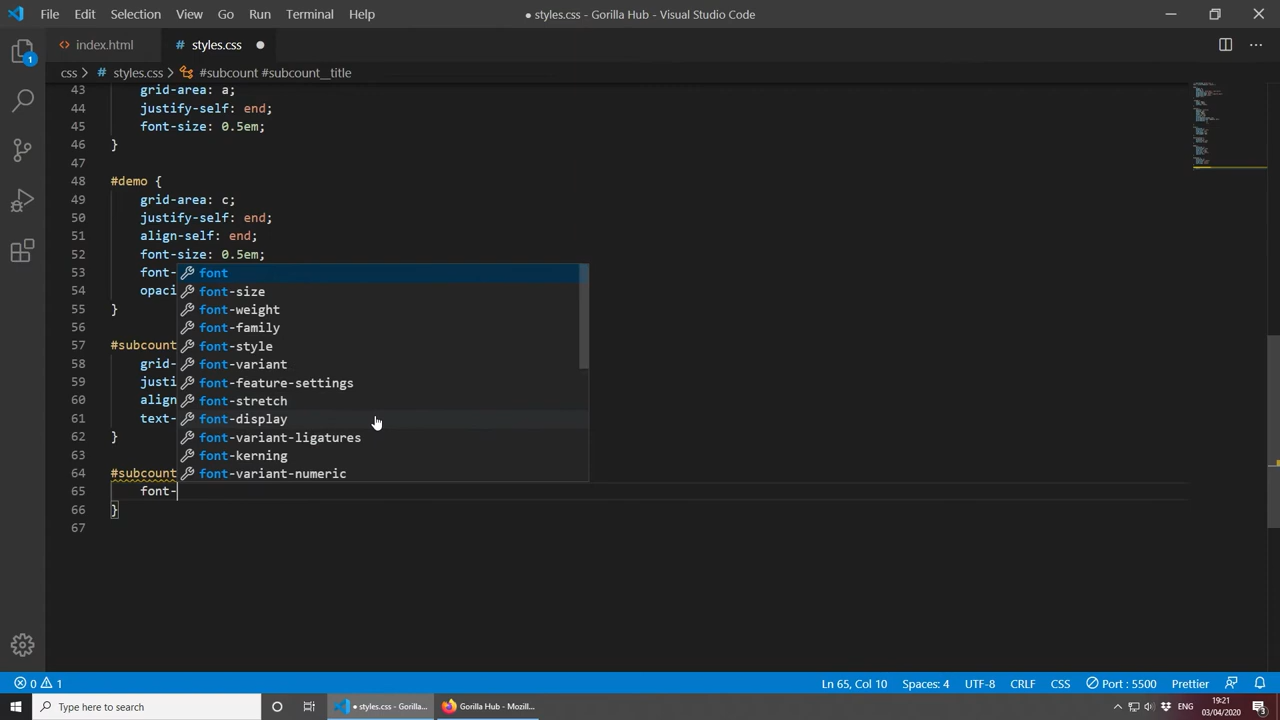 File Edit Selection View Go Run Terminal Help ● styles.css - Gorilla Hub - Visual Studio Code
<> index.html # styles.css ●
css > # styles.css > #subcount #subcount__title
43 grid-area: a;
44 justify-self: end;
45 font-size: 0.5em;
46 }
47
48 #demo {
49 grid-area: c;
50 justify-self: end;
51 align-self: end;
52 font-size: 0.5em;
53 font-
54 opaci
55 }
56
57 #subcount
58 grid-
59 justi
60 align
61 text-
62 }
63
64 #subcount
65 font-
66 }
67
font
font-size
font-weight
font-family
font-style
font-variant
font-feature-settings
font-stretch
font-display
font-variant-ligatures
font-kerning
font-variant-numeric
1
0 1 Ln 65, Col 10 Spaces: 4 UTF-8 CRLF CSS Port : 5500 Prettier
Type here to search ● styles.css - Gorilla... Gorilla Hub - Mozill... ENG 19:21
03/04/2020 3